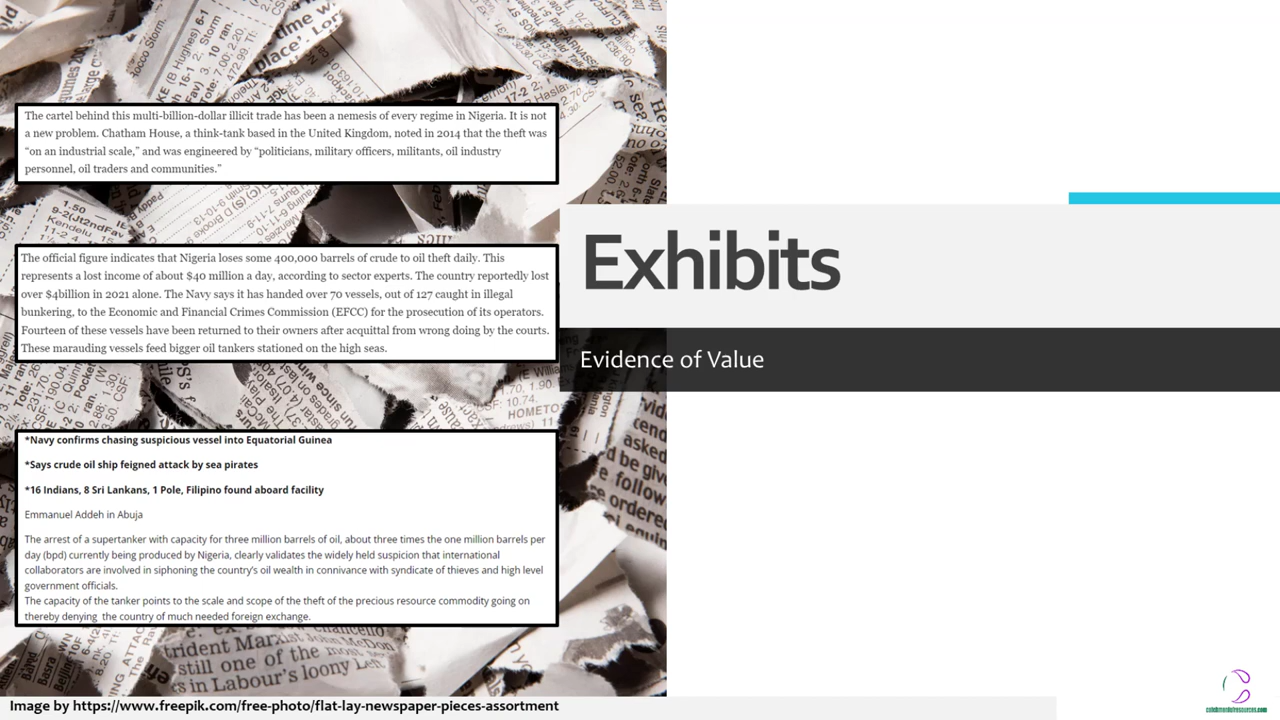 The cartel behind this multi-billion-dollar illicit trade has been a nemesis of every regime in Nigeria. It is not
a new problem. Chatham House, a think-tank based in the United Kingdom, noted in 2014 that the theft was
“on an industrial scale,” and was engineered by “politicians, military officers, militants, oil industry
personnel, oil traders and communities.”
The official figure indicates that Nigeria loses some 400,000 barrels of crude to oil theft daily. This
represents a lost income of about $40 million a day, according to sector experts. The country reportedly lost
over $4billion in 2021 alone. The Navy says it has handed over 70 vessels, out of 127 caught in illegal
bunkering, to the Economic and Financial Crimes Commission (EFCC) for the prosecution of its operators.
Fourteen of these vessels have been returned to their owners after acquittal from wrong doing by the courts.
These marauding vessels feed bigger oil tankers stationed on the high seas.
*Navy confirms chasing suspicious vessel into Equatorial Guinea
*Says crude oil ship feigned attack by sea pirates
*16 Indians, 8 Sri Lankans, 1 Pole, Filipino found aboard facility
Emmanuel Addeh in Abuja
The arrest of a supertanker with capacity for three million barrels of oil, about three times the one million barrels per
day (bpd) currently being produced by Nigeria, clearly validates the widely held suspicion that international
collaborators are involved in siphoning the country’s oil wealth in connivance with syndicate of thieves and high level
government officials.
The capacity of the tanker points to the scale and scope of the theft of the precious resource commodity going on
thereby denying the country of much needed foreign exchange.
Exhibits
Evidence of Value
trident Marxist, John McDon
still one of the most sen
in Labour's loony Left
Image by https://www.freepik.com/free-photo/flat-lay-newspaper-pieces-assortment